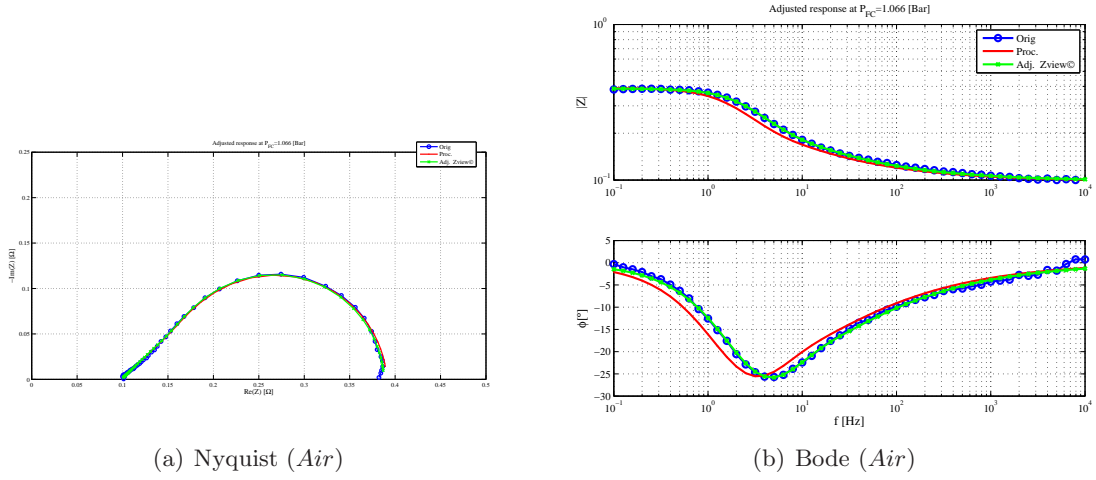 Adjusted response at P_FC=1.066 [Bar]
Orig
Proc.
Adj. Zview©
0.25
0.2
0.15
0.1
0.05
0
−Im(Z) [Ω]
0 0.05 0.1 0.15 0.2 0.25 0.3 0.35 0.4 0.45 0.5
Re(Z) [Ω]
(a) Nyquist (Air)
Adjusted response at P_FC=1.066 [Bar]
Orig
Proc.
Adj. Zview©
10^0
|Z|
10^−1
10^−1 10^0 10^1 10^2 10^3 10^4
5
0
−5
−10
−15
−20
−25
−30
ϕ[°]
10^−1 10^0 10^1 10^2 10^3 10^4
f [Hz]
(b) Bode (Air)